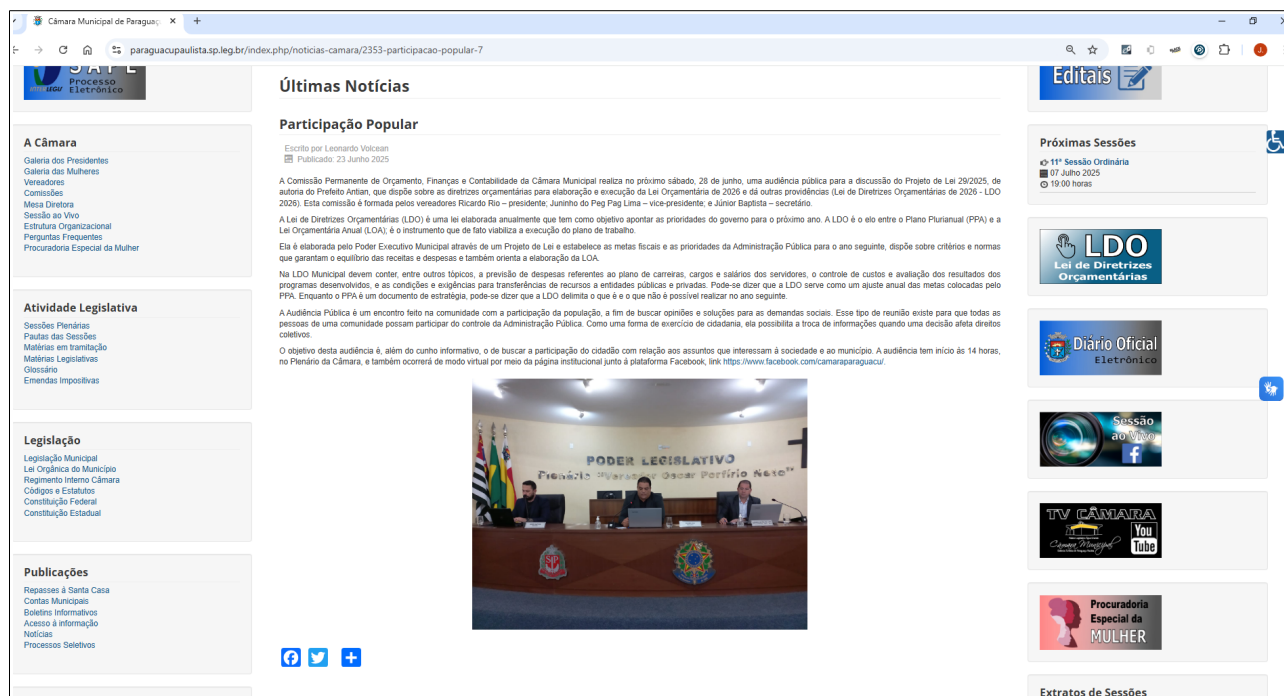 Câmara Municipal de Paraguaç
paraguacupaulista.sp.leg.br/index.php/noticias-camara/2353-participacao-popular-7
SAPL
Processo
Eletrônico
INTERLEGIS
A Câmara
Galeria dos Presidentes
Galeria das Mulheres
Vereadores
Comissões
Mesa Diretora
Sessão ao Vivo
Estrutura Organizacional
Perguntas Frequentes
Procuradoria Especial da Mulher
Atividade Legislativa
Sessões Plenárias
Pautas das Sessões
Matérias em tramitação
Matérias Legislativas
Glossário
Emendas Impositivas
Legislação
Legislação Municipal
Lei Orgânica do Município
Regimento Interno Câmara
Códigos e Estatutos
Constituição Federal
Constituição Estadual
Publicações
Repasses á Santa Casa
Contas Municipais
Boletins Informativos
Acesso à informação
Notícias
Processos Seletivos
Últimas Notícias
Participação Popular
Escrito por Leonardo Volcean
Publicado: 23 Junho 2025
A Comissão Permanente de Orçamento, Finanças e Contabilidade da Câmara Municipal realiza no próximo sábado, 28 de junho, uma audiência pública para a discussão do Projeto de Lei 29/2025, de
autoria do Prefeito Antian, que dispõe sobre as diretrizes orçamentárias para elaboração e execução da Lei Orçamentária de 2026 e dá outras providências (Lei de Diretrizes Orçamentárias de 2026 - LDO
2026). Esta comissão é formada pelos vereadores Ricardo Rio – presidente; Juninho do Peg Pag Lima – vice-presidente; e Júnior Baptista – secretário.
A Lei de Diretrizes Orçamentárias (LDO) é uma lei elaborada anualmente que tem como objetivo apontar as prioridades do governo para o próximo ano. A LDO é o elo entre o Plano Plurianual (PPA) e a
Lei Orçamentária Anual (LOA); é o instrumento que de fato viabiliza a execução do plano de trabalho.
Ela é elaborada pelo Poder Executivo Municipal através de um Projeto de Lei e estabelece as metas fiscais e as prioridades da Administração Pública para o ano seguinte, dispõe sobre critérios e normas
que garantam o equilíbrio das receitas e despesas e também orienta a elaboração da LOA.
Na LDO Municipal devem conter, entre outros tópicos, a previsão de despesas referentes ao plano de carreiras, cargos e salários dos servidores, o controle de custos e avaliação dos resultados dos
programas desenvolvidos, e as condições e exigências para transferências de recursos a entidades públicas e privadas. Pode-se dizer que a LDO serve como um ajuste anual das metas colocadas pelo
PPA. Enquanto o PPA é um documento de estratégia, pode-se dizer que a LDO delimita o que é e o que não é possível realizar no ano seguinte.
A Audiência Pública é um encontro feito na comunidade com a participação da população, a fim de buscar opiniões e soluções para as demandas sociais. Esse tipo de reunião existe para que todas as
pessoas de uma comunidade possam participar do controle da Administração Pública. Como uma forma de exercício de cidadania, ela possibilita a troca de informações quando uma decisão afeta direitos
coletivos.
O objetivo desta audiência é, além do cunho informativo, o de buscar a participação do cidadão com relação aos assuntos que interessam à sociedade e ao município. A audiência tem início às 14 horas,
no Plenário da Câmara, e também ocorrerá de modo virtual por meio da página institucional junto à plataforma Facebook, link https://www.facebook.com/camaraparaguacu/.
PODER LEGISLATIVO
Plenário "Vereador Oscar Porfírio Neto"
Editais
Próximas Sessões
11ª Sessão Ordinária
07 Julho 2025
19:00 horas
LDO
Lei de Diretrizes
Orçamentárias
Diário Oficial
Eletrônico
Sessão
ao Vivo
TV CÂMARA
Câmara Municipal
You
Tube
Procuradoria
Especial da
MULHER
Extratos de Sessões